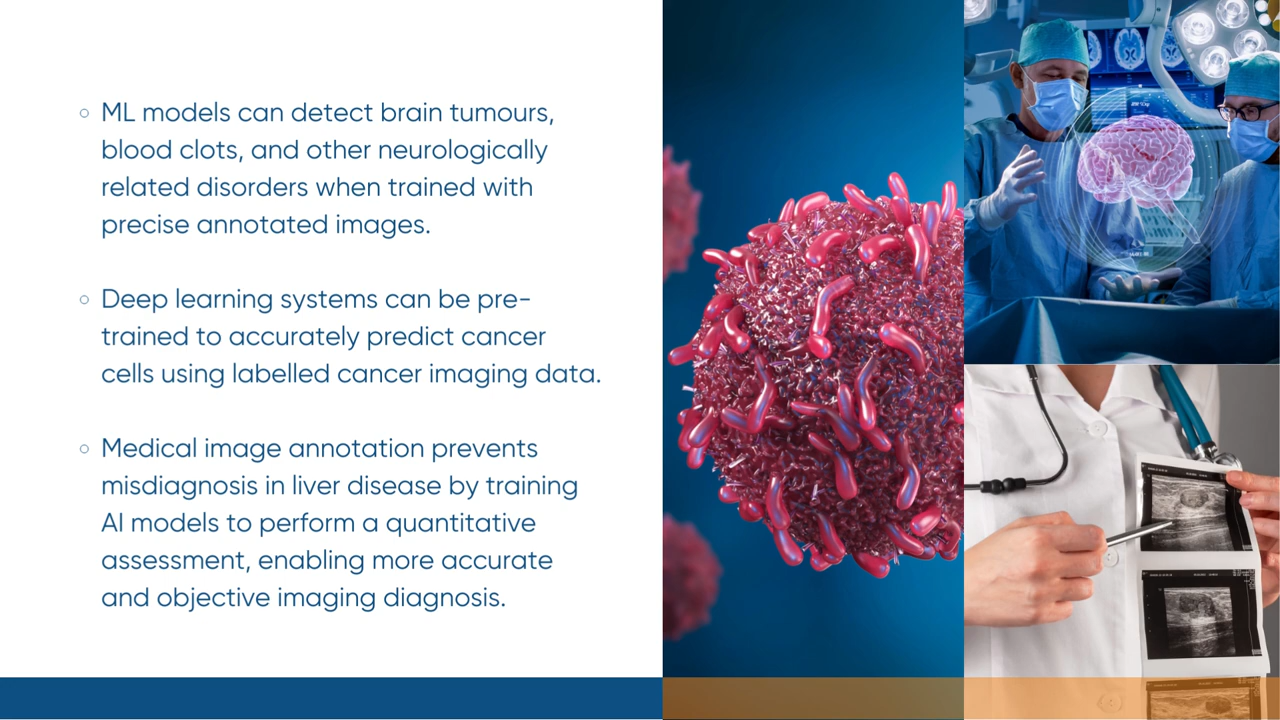 ML models can detect brain tumours,
blood clots, and other neurologically
related disorders when trained with
precise annotated images.
Deep learning systems can be pre-
trained to accurately predict cancer
cells using labelled cancer imaging data.
Medical image annotation prevents
misdiagnosis in liver disease by training
AI models to perform a quantitative
assessment, enabling more accurate
and objective imaging diagnosis.